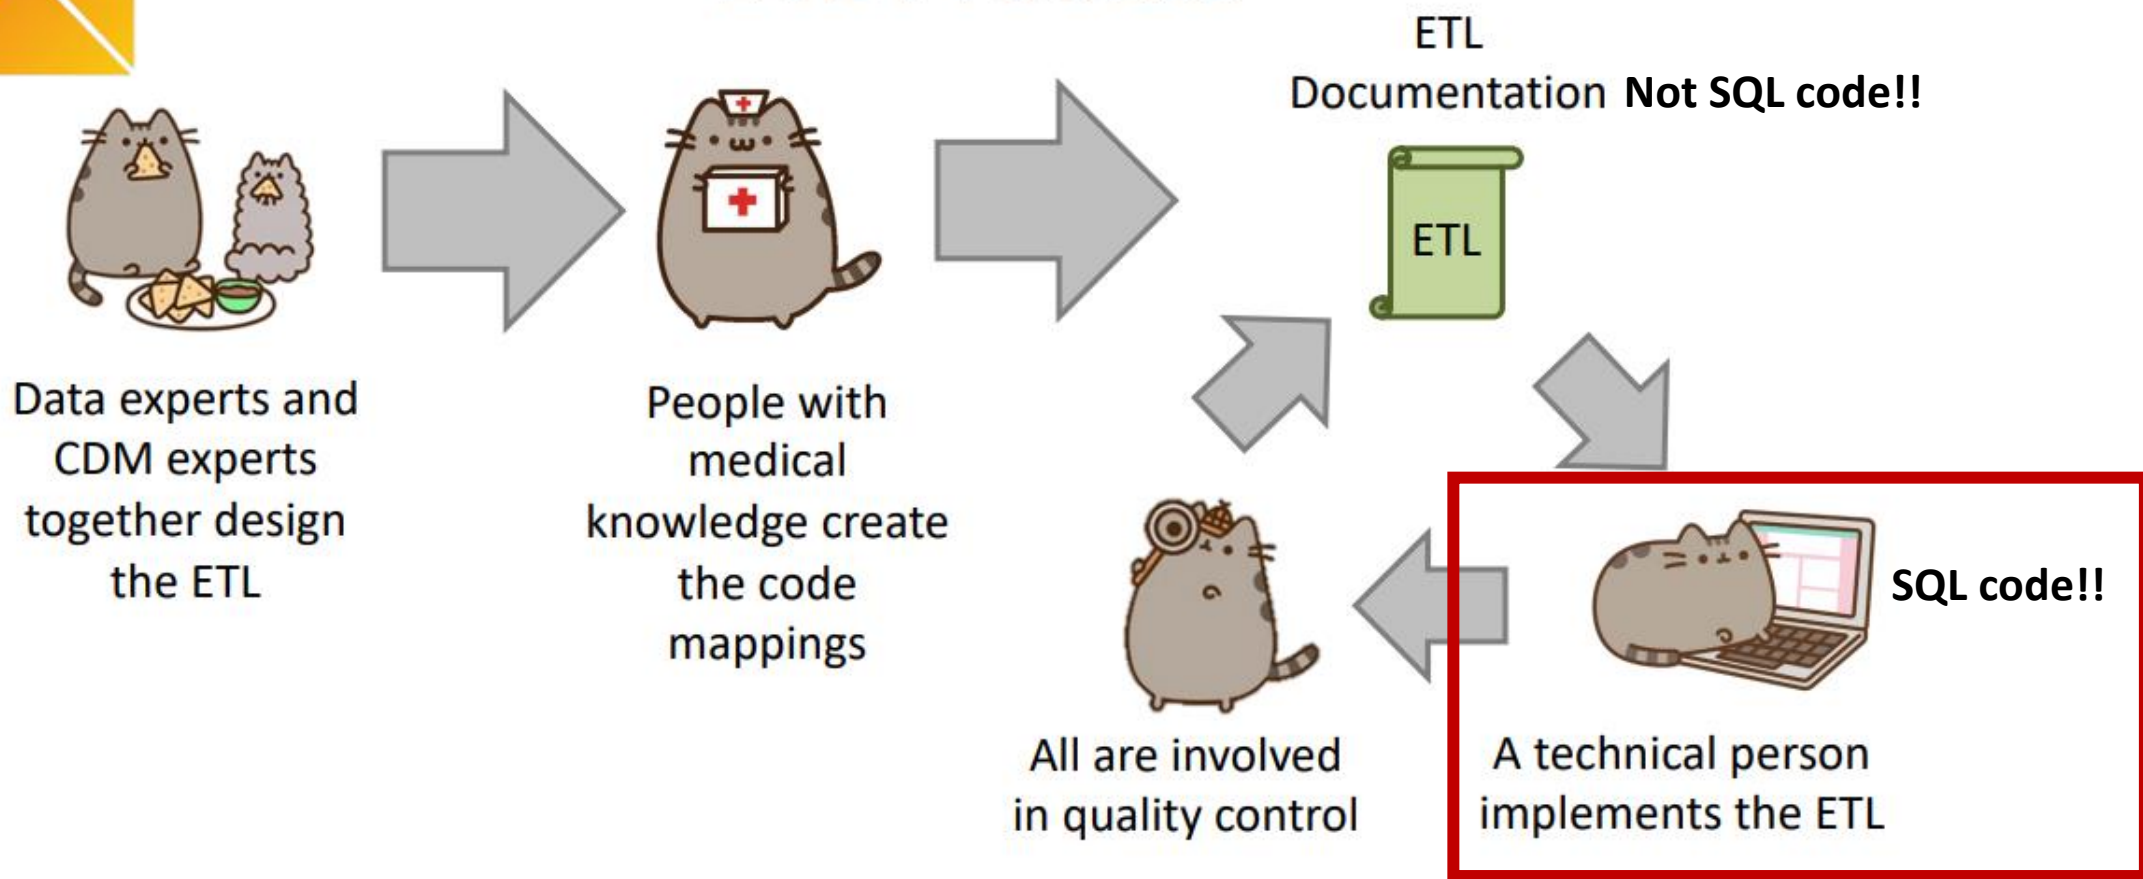 ETL
Documentation Not SQL code!!
ETL
Data experts and
CDM experts
together design
the ETL
People with
medical
knowledge create
the code
mappings
SQL code!!
All are involved
in quality control
A technical person
implements the ETL